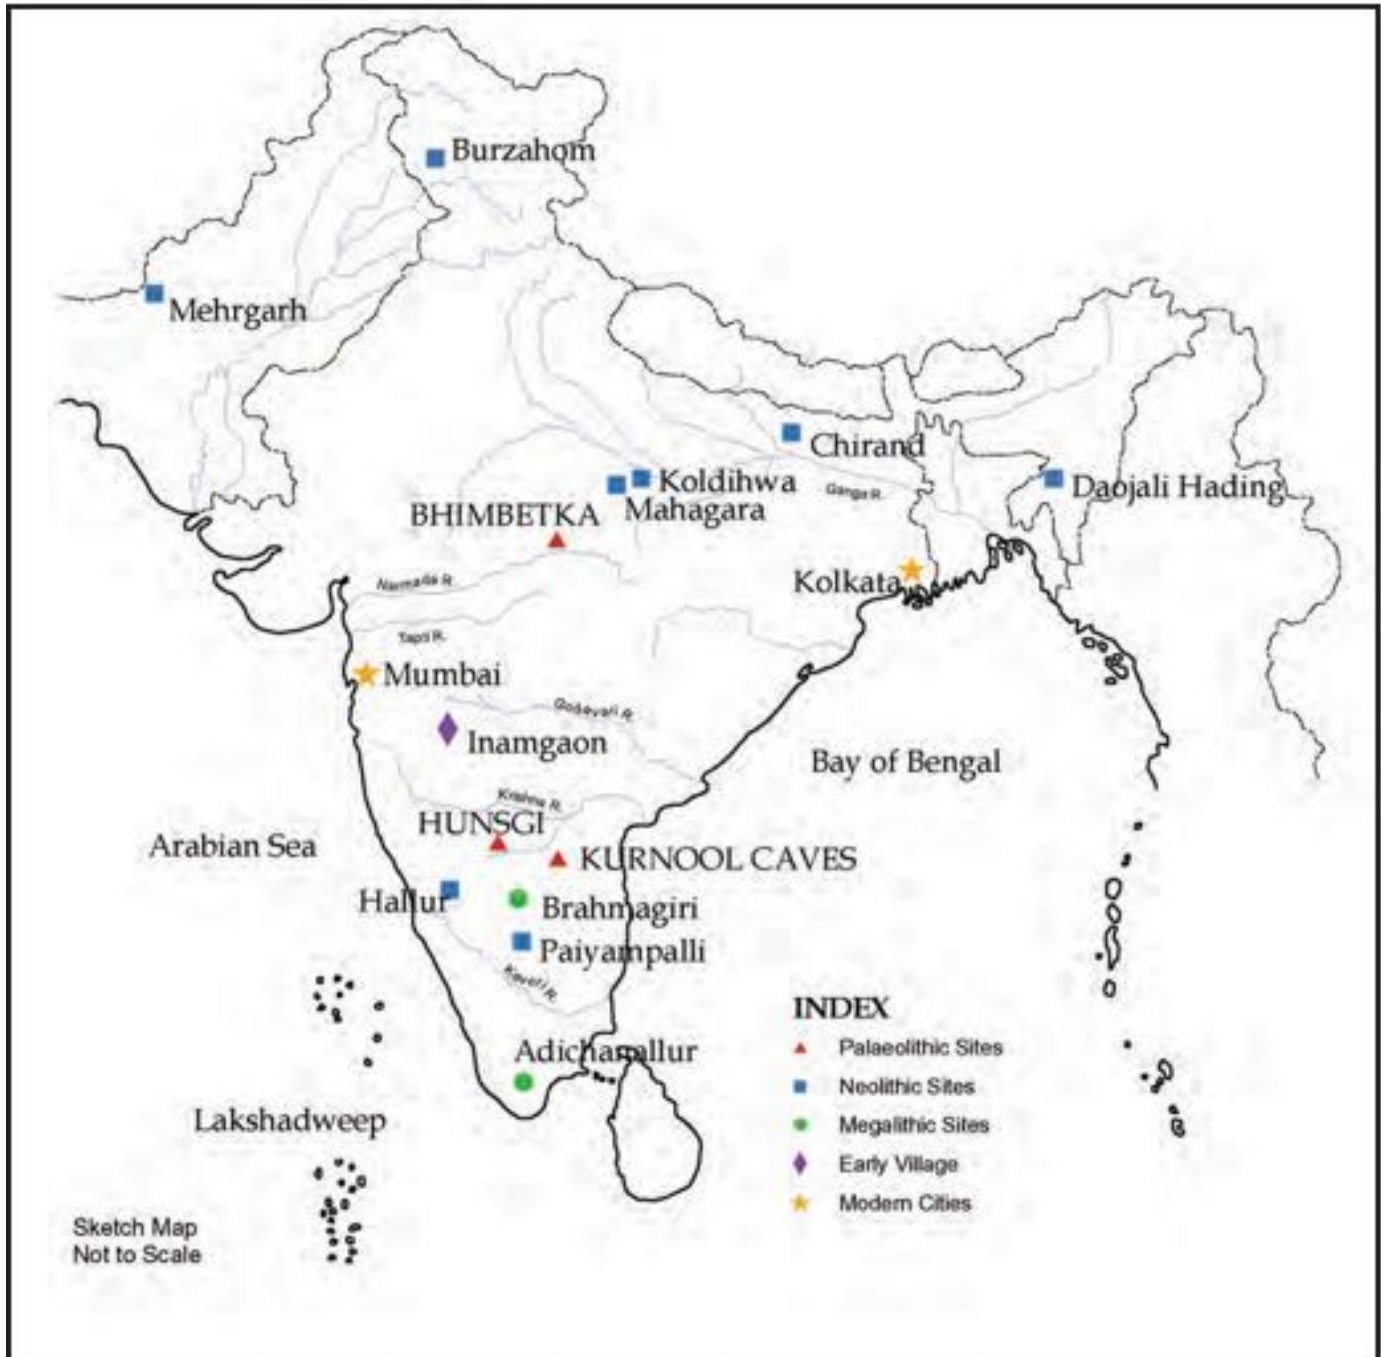 Burzahom
Mehrgarh
Chirand
Koldihwa
Mahagara
Daojali Hading
Ganga R.
BHIMBETKA
Kolkata
Narmada R.
Tapti R.
Mumbai
Godavari R.
Inamgaon
Bay of Bengal
Krishna R.
HUNSGI
Arabian Sea
KURNOOL CAVES
Hallur
Brahmagiri
Paiyampalli
Kaveri R.
Adichanallur
Lakshadweep
INDEX
Palaeolithic Sites
Neolithic Sites
Megalithic Sites
Early Village
Modern Cities
Sketch Map
Not to Scale